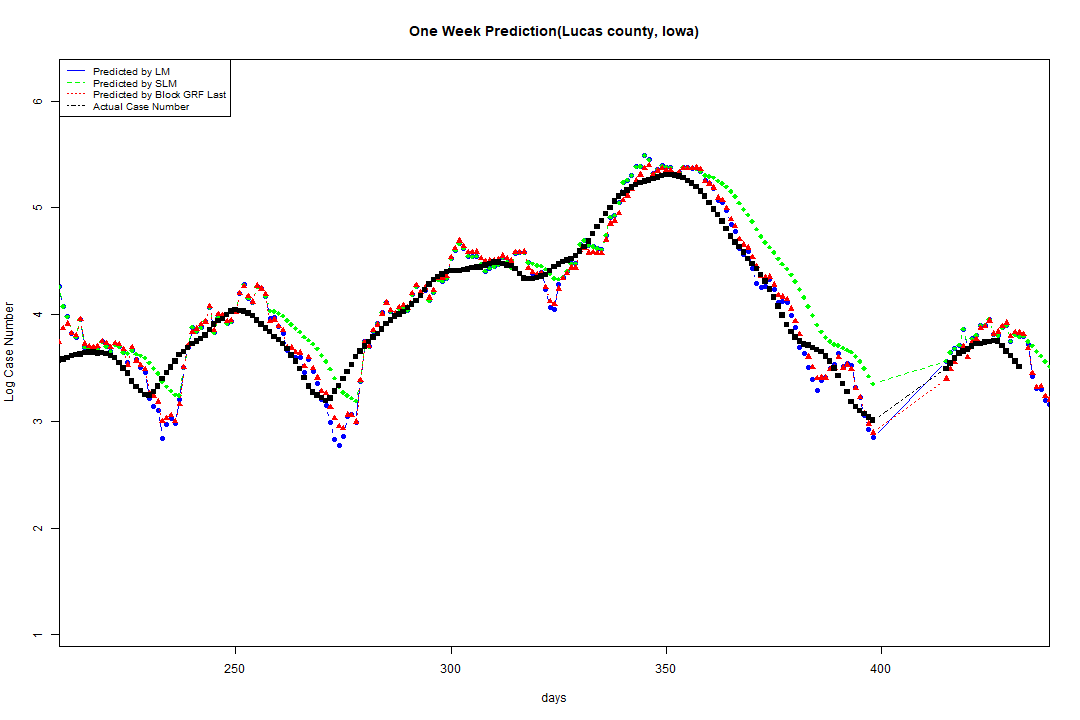 One Week Prediction(Lucas county, Iowa)
Predicted by LM
Predicted by SLM
Predicted by Block GRF Last
Actual Case Number
Log Case Number
6
5
4
3
2
1
250
300
350
400
days